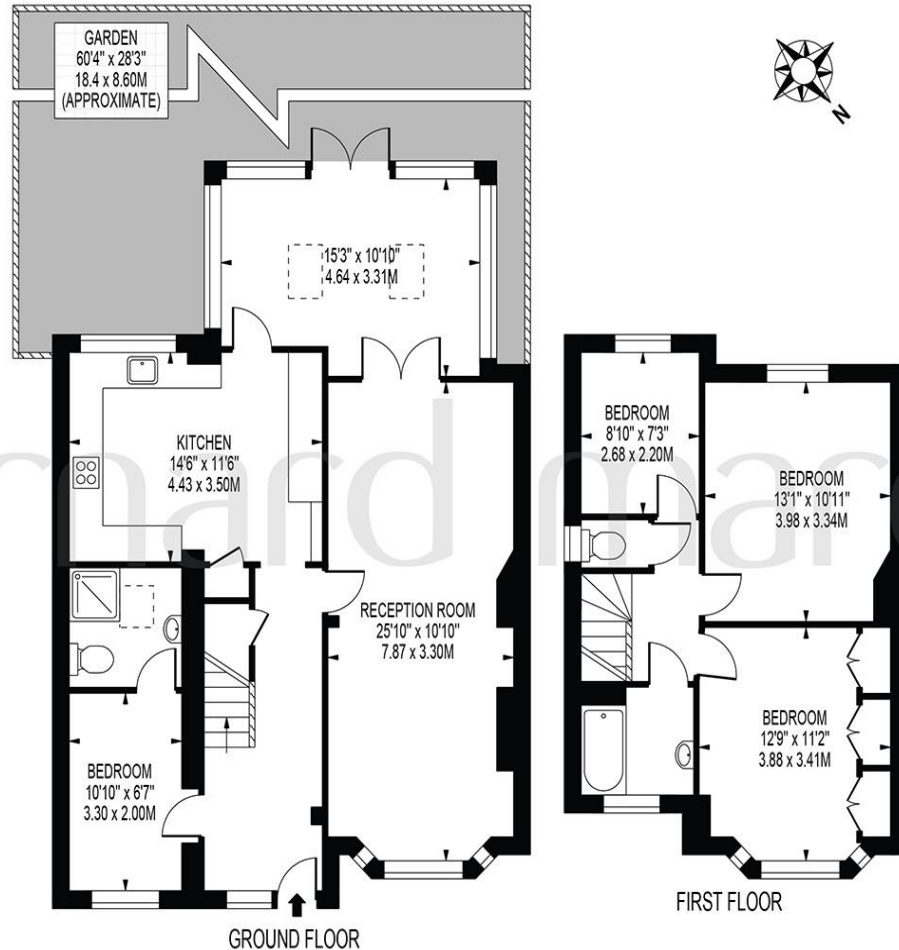 GARDEN
60'4" x 28'3"
18.4 x 8.60M
(APPROXIMATE)
N
15'3" x 10'10"
4.64 x 3.31M
KITCHEN
14'6" x 11'6"
4.43 x 3.50M
RECEPTION ROOM
25'10" x 10'10"
7.87 x 3.30M
BEDROOM
10'10" x 6'7"
3.30 x 2.00M
GROUND FLOOR
BEDROOM
8'10" x 7'3"
2.68 x 2.20M
BEDROOM
13'1" x 10'11"
3.98 x 3.34M
BEDROOM
12'9" x 11'2"
3.88 x 3.41M
FIRST FLOOR